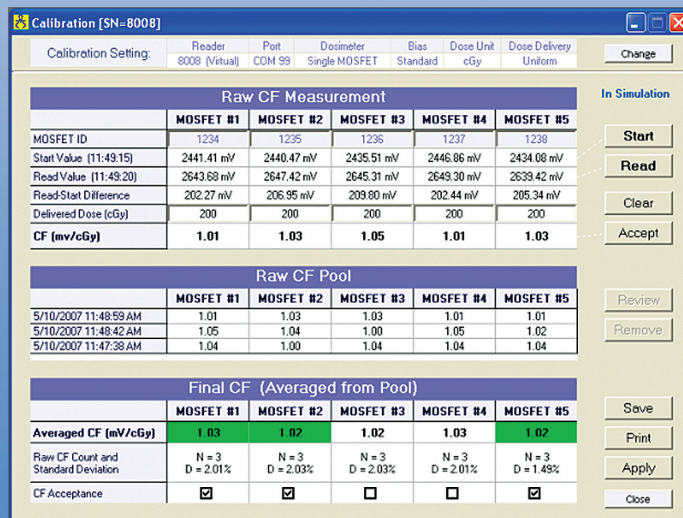 Calibration [SN=8008]
Calibration Setting: Reader Port Dosimeter Bias Dose Unit Dose Delivery Change
8008 (Virtual) COM 99 Single MOSFET Standard cGy Uniform
Raw CF Measurement In Simulation
MOSFET #1 MOSFET #2 MOSFET #3 MOSFET #4 MOSFET #5
MOSFET ID 1234 1235 1236 1237 1238 Start
Start Value (11:49:15) 2441.41 mV 2440.47 mV 2435.51 mV 2446.86 mV 2434.08 mV
Read Value (11:49:20) 2643.68 mV 2647.42 mV 2645.31 mV 2649.30 mV 2639.42 mV Read
Read-Start Difference 202.27 mV 206.95 mV 209.80 mV 202.44 mV 205.34 mV Clear
Delivered Dose (cGy) 200 200 200 200 200
CF (mv/cGy) 1.01 1.03 1.05 1.01 1.03 Accept
Raw CF Pool
MOSFET #1 MOSFET #2 MOSFET #3 MOSFET #4 MOSFET #5 Review
5/10/2007 11:48:59 AM 1.01 1.03 1.03 1.01 1.01
5/10/2007 11:48:42 AM 1.05 1.04 1.00 1.05 1.02 Remove
5/10/2007 11:47:38 AM 1.04 1.00 1.04 1.04 1.04
Final CF (Averaged from Pool)
MOSFET #1 MOSFET #2 MOSFET #3 MOSFET #4 MOSFET #5 Save
Averaged CF (mV/cGy) 1.03 1.02 1.02 1.03 1.02 Print
Raw CF Count and N = 3 N = 3 N = 3 N = 3 N = 3
Standard Deviation D = 2.01% D = 2.03% D = 2.03% D = 2.01% D = 1.49% Apply
CF Acceptance Close